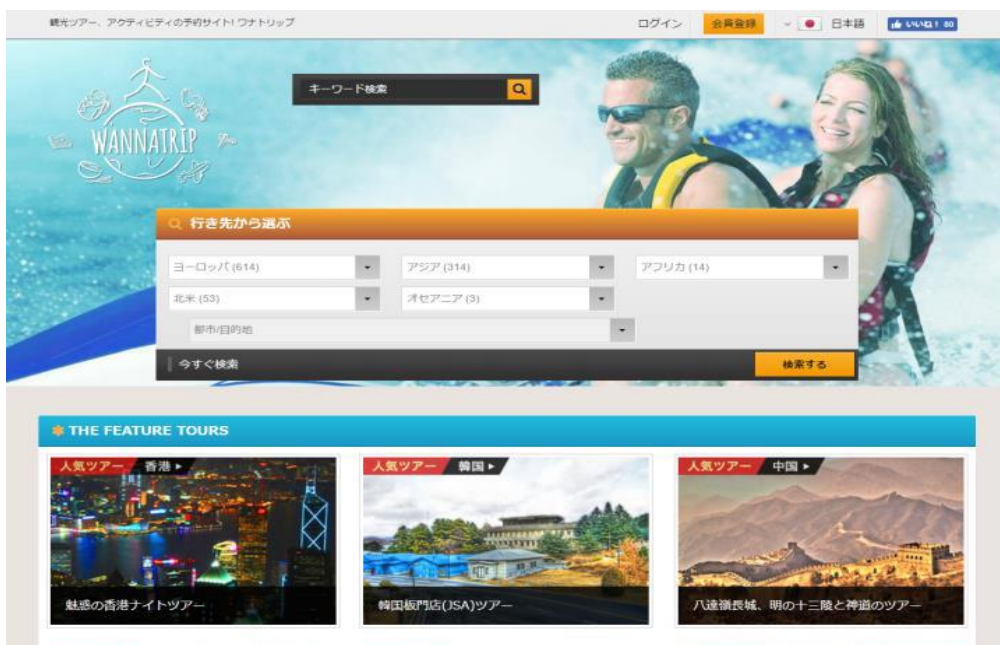 観光ツアー、アクティビティの予約サイト! ワナトリップ
ログイン
会員登録
日本語
いいね! 80
キーワード検索
WANNATRIP
行き先から選ぶ
ヨーロッパ (614)
アジア (314)
アフリカ (14)
北米 (53)
オセアニア (3)
都市/目的地
今すぐ検索
検索する
THE FEATURE TOURS
人気ツアー 香港
人気ツアー 韓国
人気ツアー 中国
魅惑の香港ナイトツアー
韓国板門店(JSA)ツアー
八達嶺長城、明の十三陵と神道のツアー